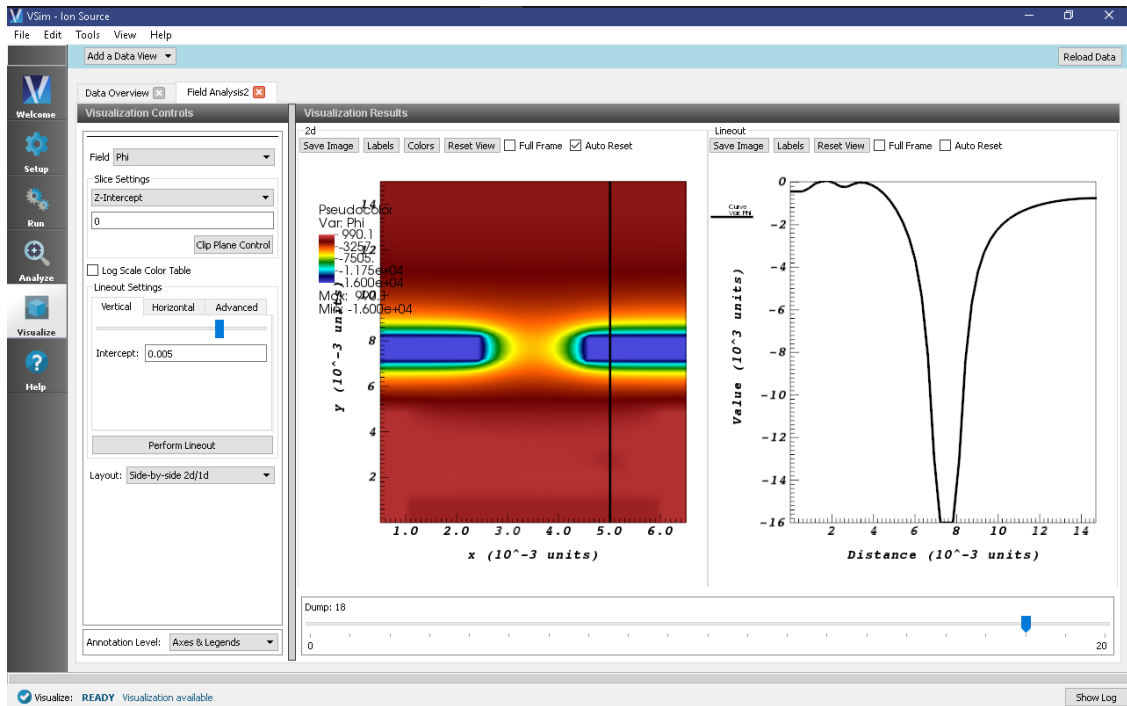 VSim - Ion Source
File Edit Tools View Help
Add a Data View
Reload Data
Welcome
Setup
Run
Analyze
Visualize
Help
Data Overview
Field Analysis2
Visualization Controls
Field Phi
Slice Settings
Z-Intercept
0
Clip Plane Control
Log Scale Color Table
Lineout Settings
Vertical Horizontal Advanced
Intercept: 0.005
Perform Lineout
Layout: Side-by-side 2d/1d
Annotation Level: Axes & Legends
Visualization Results
2d
Save Image Labels Colors Reset View Full Frame Auto Reset
Pseudocolor
Var: Phi
990.1
-3257.
-7505.
-1.175e+04
-1.600e+04
Max: 990.1
Min: -1.600e+04
14
12
10
8
6
4
2
y (10^-3 units)
1.0 2.0 3.0 4.0 5.0 6.0
x (10^-3 units)
Lineout
Save Image Labels Reset View Full Frame Auto Reset
Curve
Var: Phi
0
-2
-4
-6
-8
-10
-12
-14
-16
Value (10^3 units)
2 4 6 8 10 12 14
Distance (10^-3 units)
Dump: 18
0 20
Visualize: READY Visualization available
Show Log